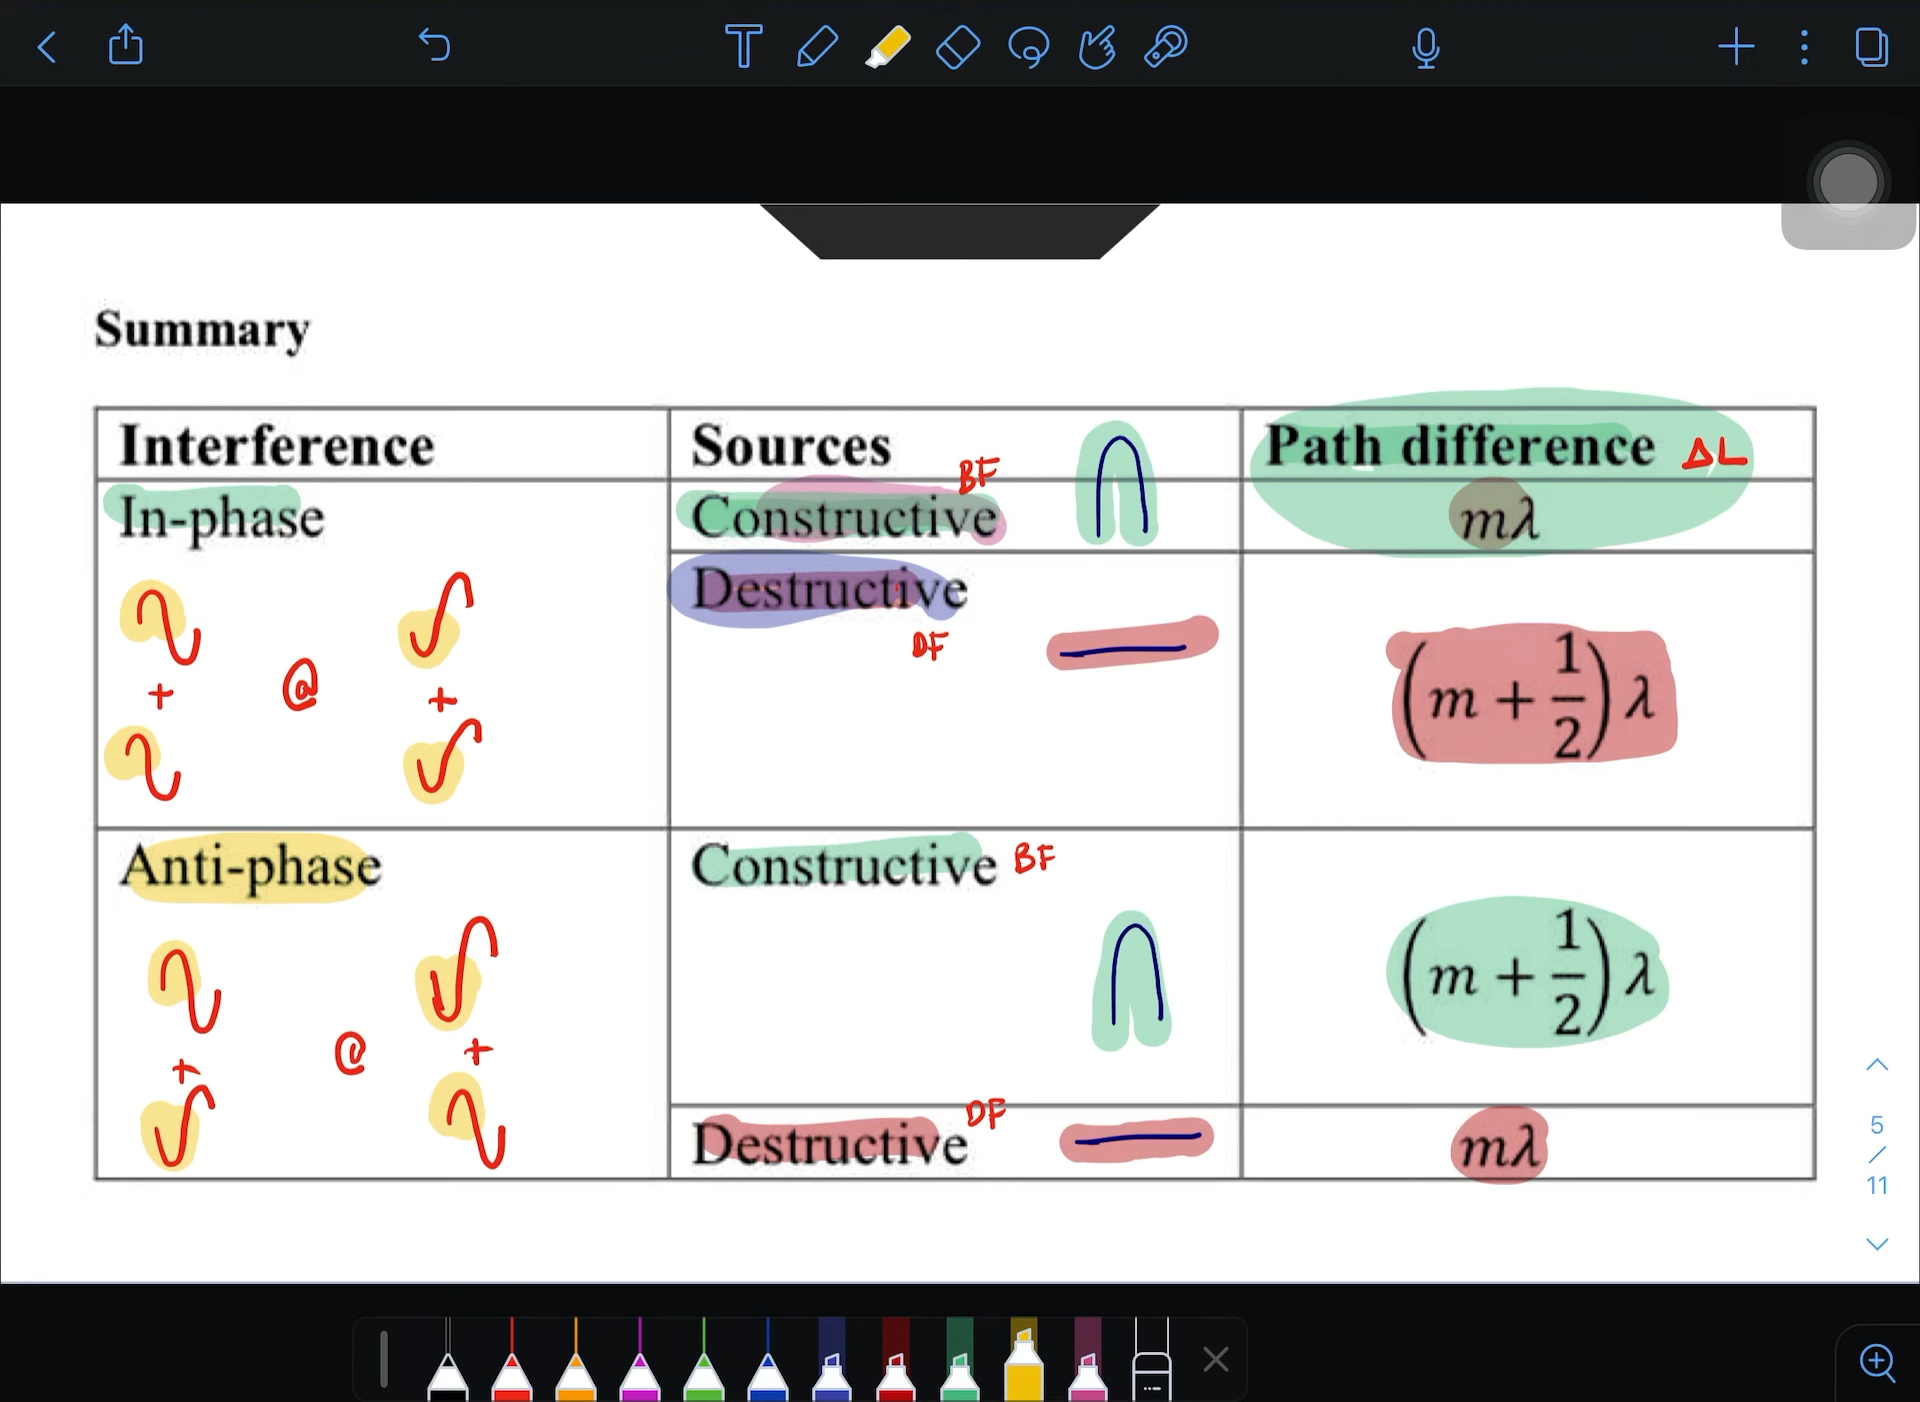 Summary
Interference Sources Path difference ΔL
In-phase Constructive BF mλ
Destructive
DF
(m + 1/2) λ
@
+ +
Anti-phase Constructive BF
(m + 1/2) λ
@ +
+
Destructive DF mλ
5
/
11